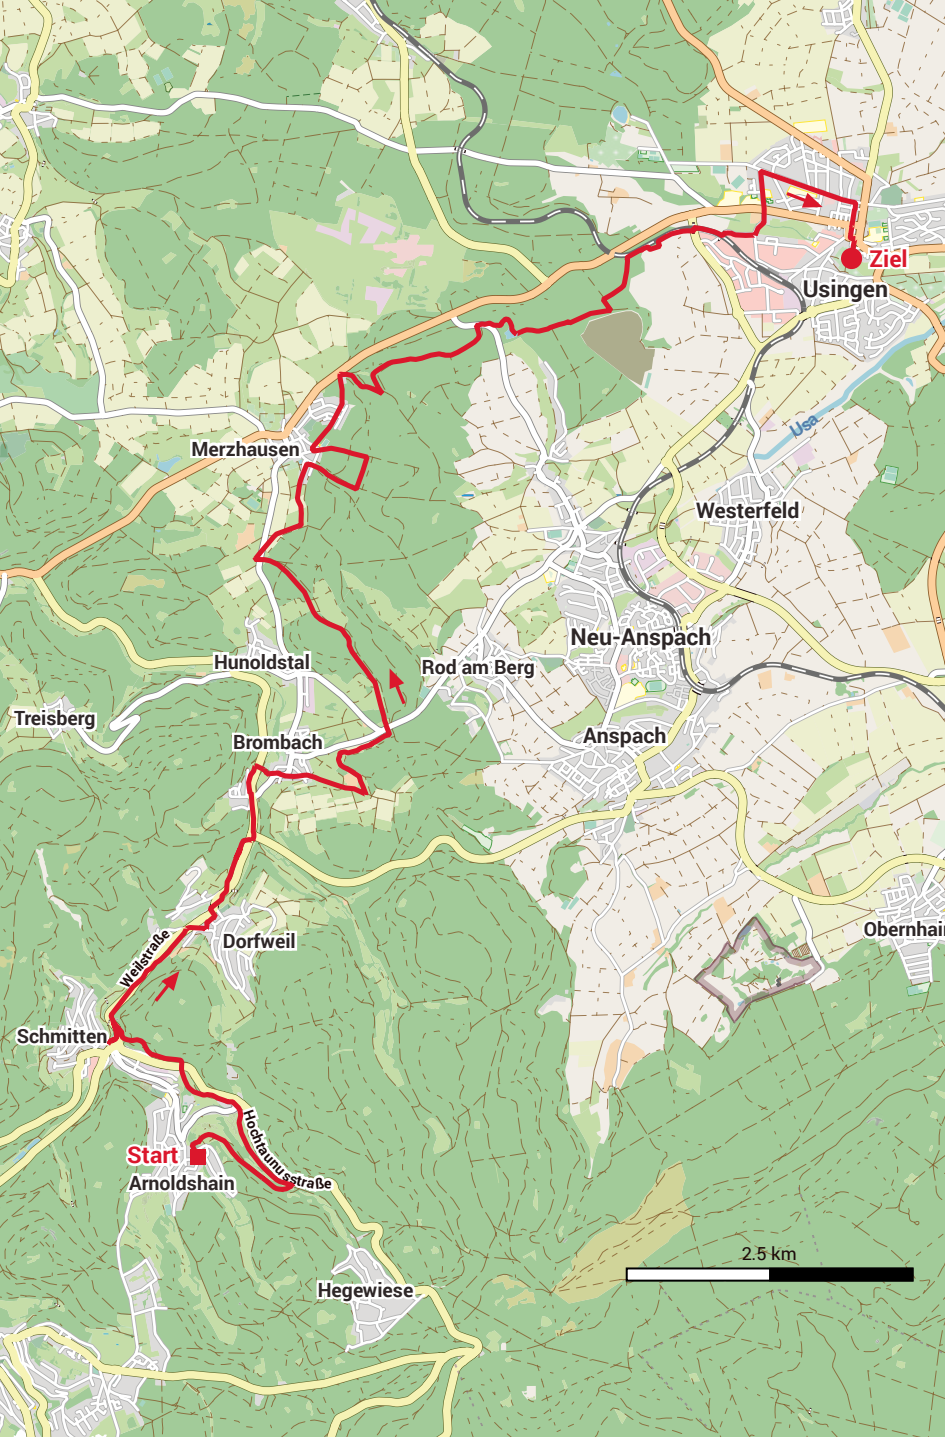 Ziel
Usingen
Usa
Merzhausen
Westerfeld
Neu-Anspach
Hunoldstal
Rod am Berg
Treisberg
Brombach
Anspach
Obernhai
Dorfweil
Weilstraße
Schmitten
Hochtaunusstraße
Start
Arnoldshain
2.5 km
Hegewiese